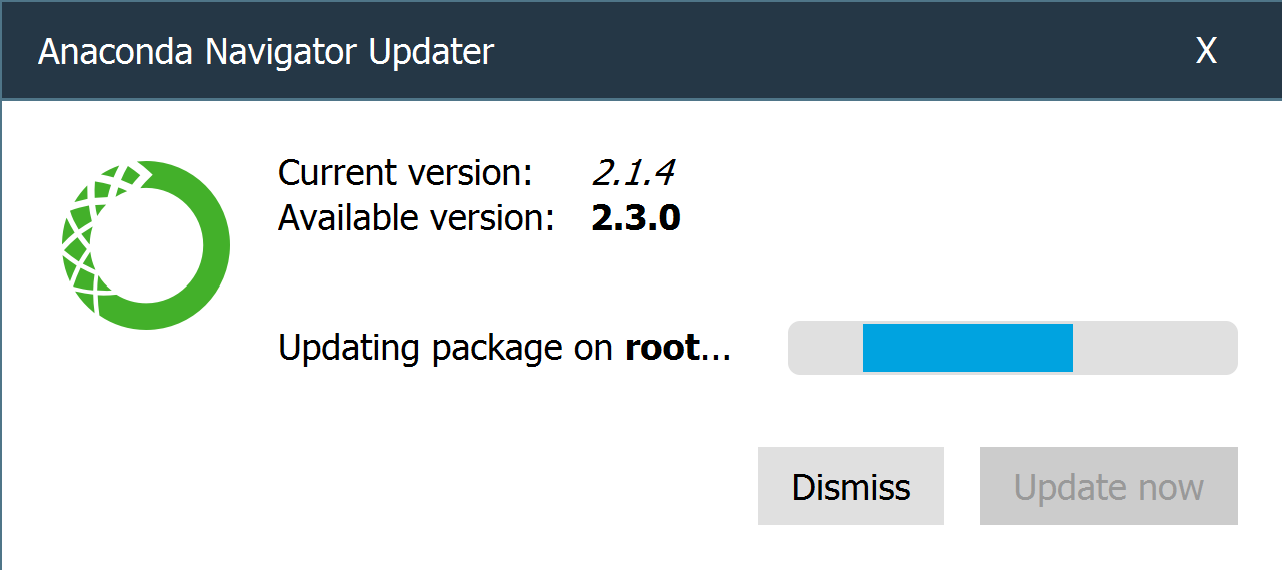 Anaconda Navigator Updater X
Current version: 2.1.4
Available version: 2.3.0
Updating package on root...
Dismiss Update now